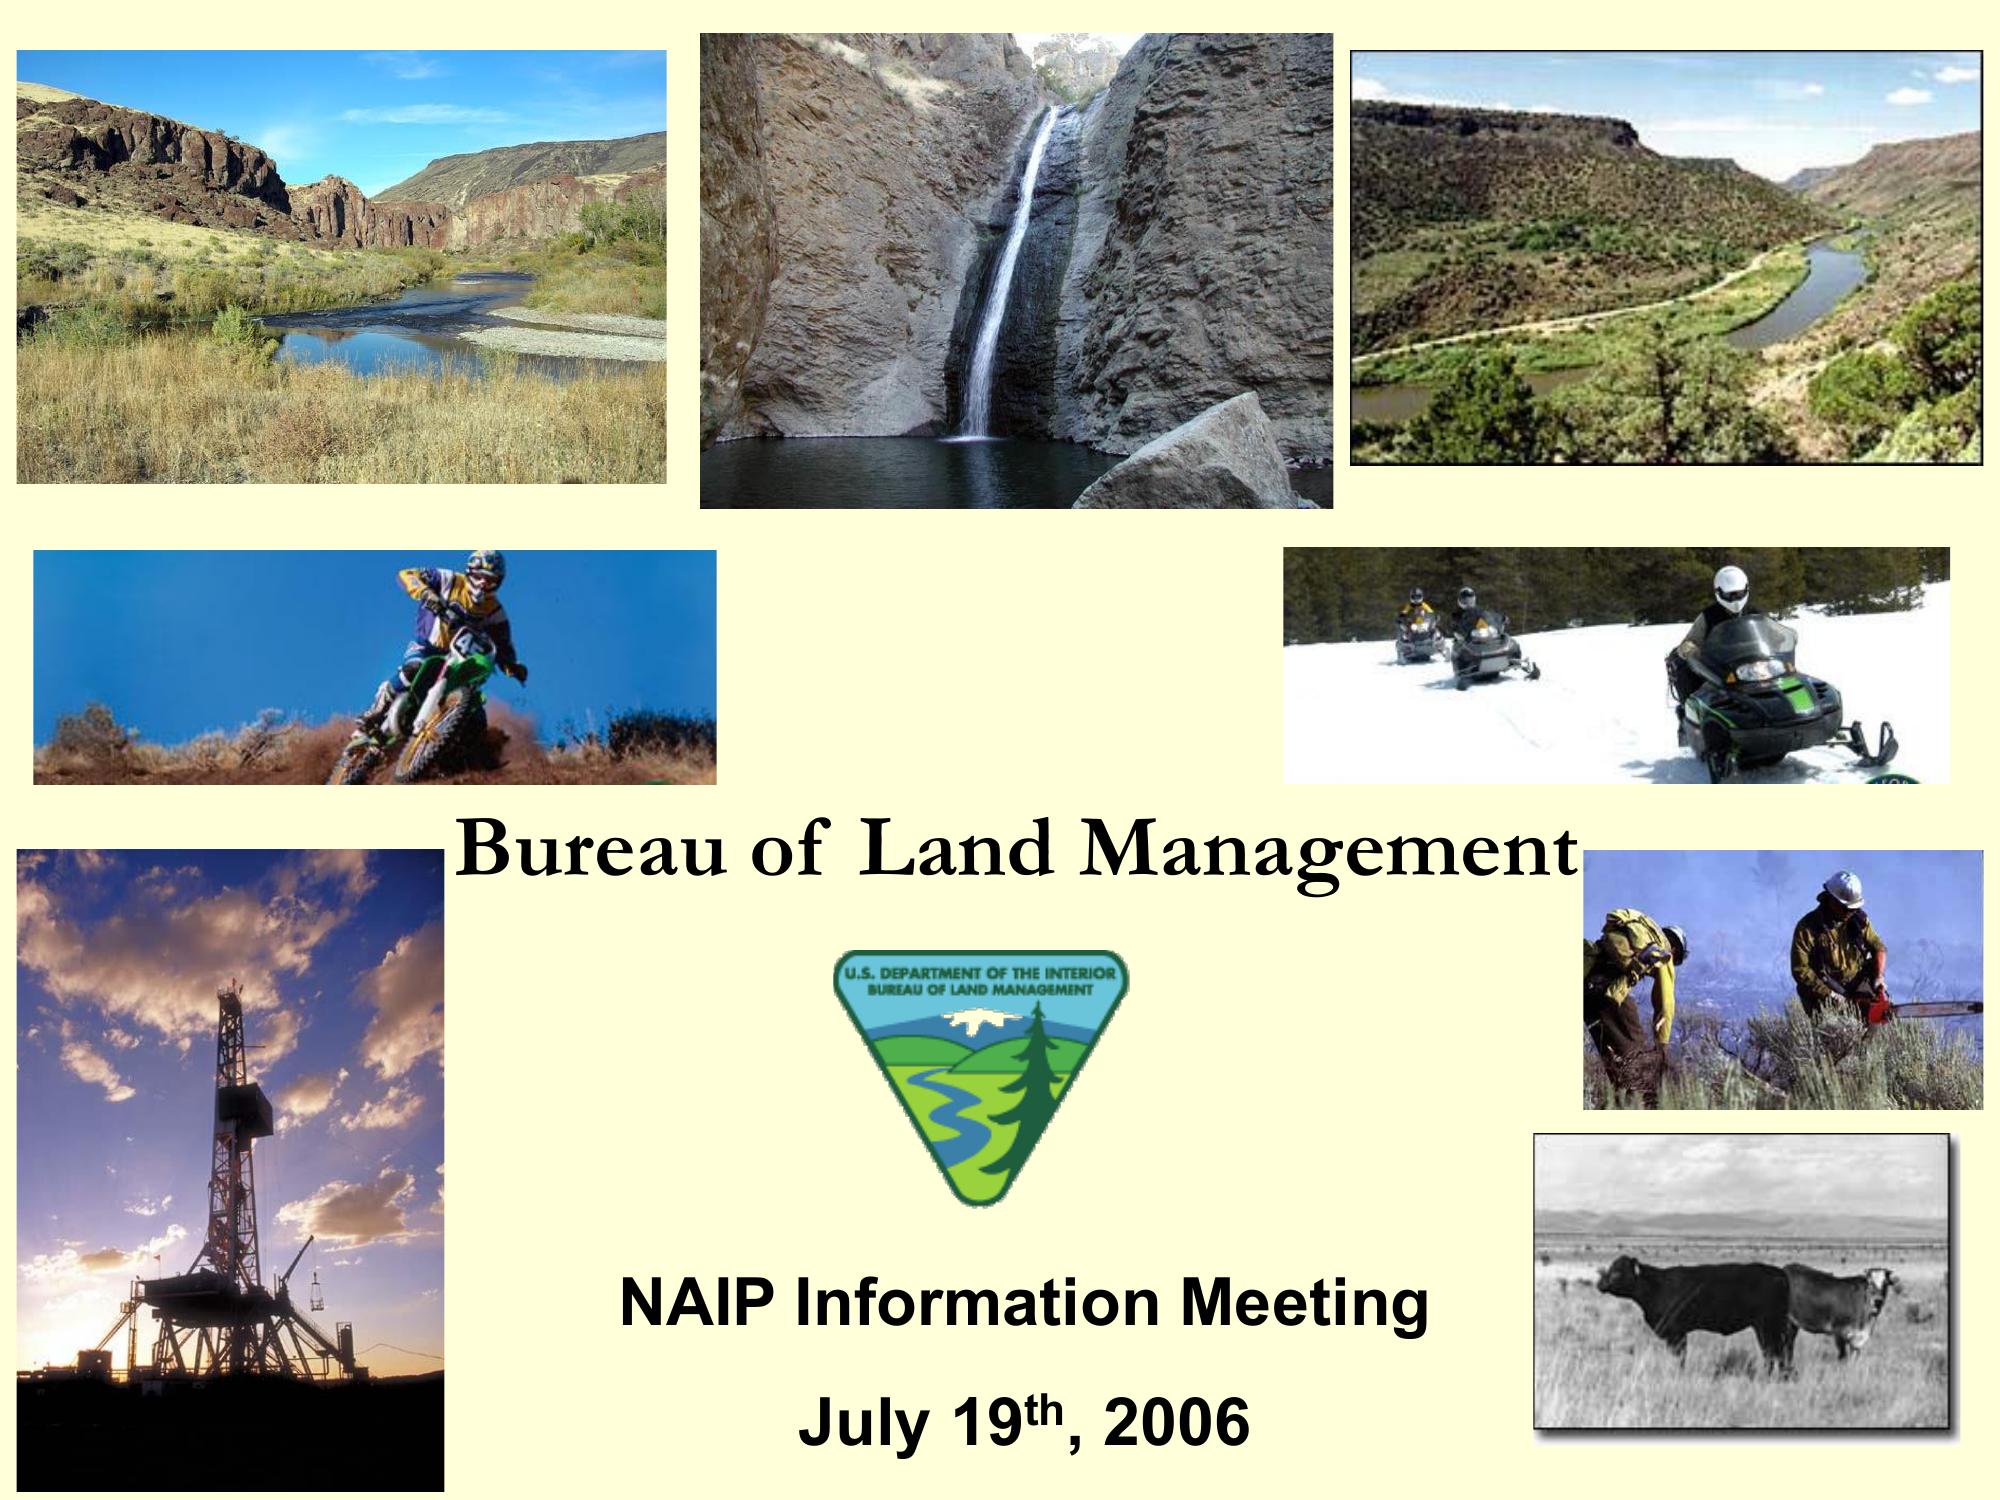 Bureau of Land Management
U.S. DEPARTMENT OF THE INTERIOR
BUREAU OF LAND MANAGEMENT
NAIP Information Meeting
July 19th, 2006